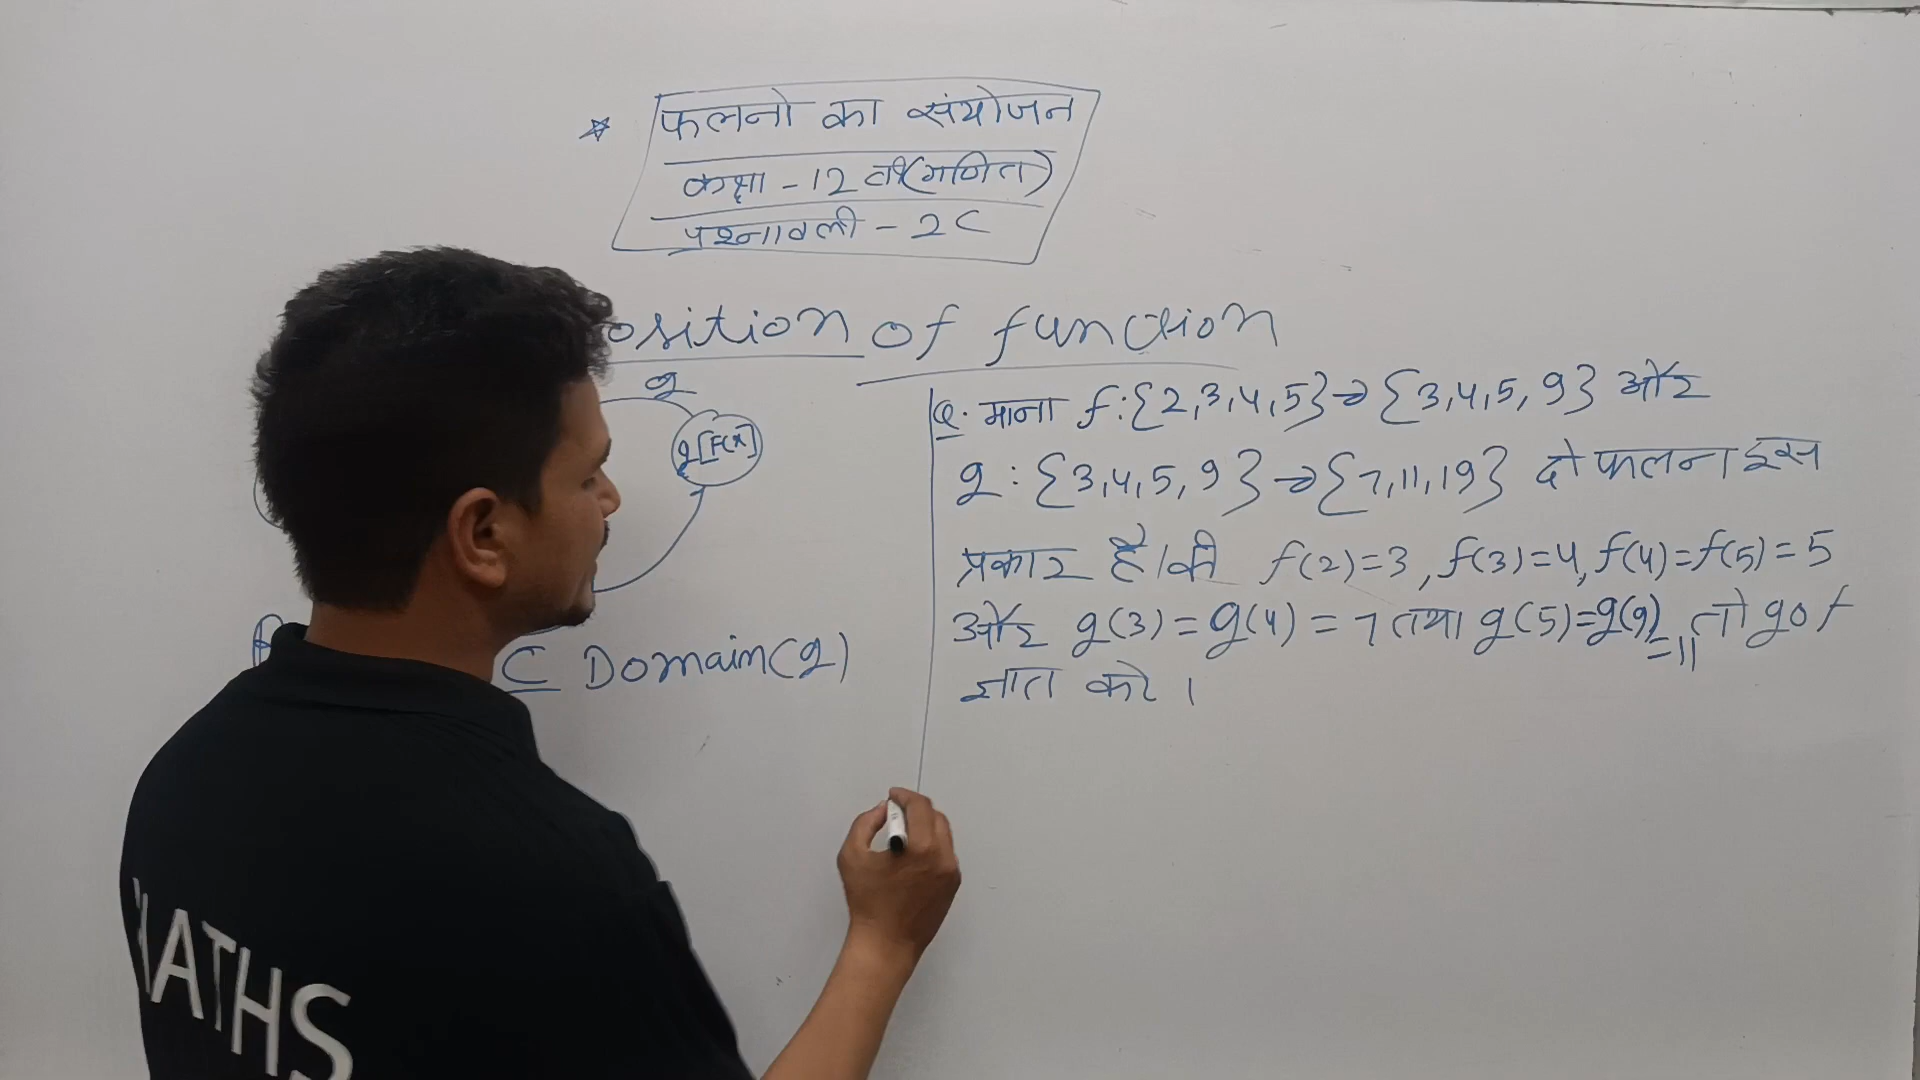 फलनो का संयोजन
कक्षा - 12 वी (गणित)
प्रश्नावली - 2C
osition of function
g
g[F(x)]
C Domain(g)
Q. माना f:{2,3,4,5}→{3,4,5,9} और
g:{3,4,5,9}→{7,11,19} दो फलन इस
प्रकार है की f(2)=3, f(3)=4, f(4)=f(5)=5
और g(3)=g(4)=7 तथा g(5)=g(9)=11 तो gof
ज्ञात करे ।
MATHS